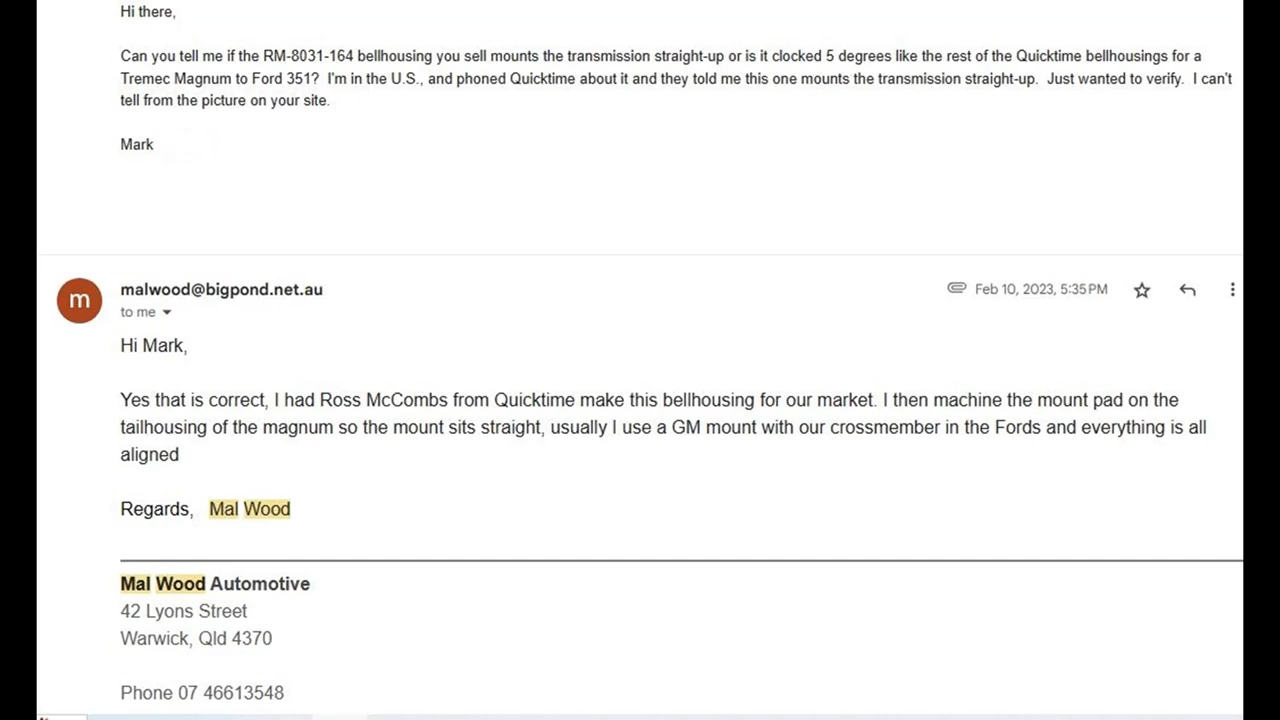 Hi there,
Can you tell me if the RM-8031-164 bellhousing you sell mounts the transmission straight-up or is it clocked 5 degrees like the rest of the Quicktime bellhousings for a
Tremec Magnum to Ford 351?  I'm in the U.S., and phoned Quicktime about it and they told me this one mounts the transmission straight-up.  Just wanted to verify.  I can't
tell from the picture on your site.
Mark
m
malwood@bigpond.net.au
Feb 10, 2023, 5:35 PM
to me
Hi Mark,
Yes that is correct, I had Ross McCombs from Quicktime make this bellhousing for our market. I then machine the mount pad on the
tailhousing of the magnum so the mount sits straight, usually I use a GM mount with our crossmember in the Fords and everything is all
aligned
Regards,   Mal Wood
Mal Wood Automotive
42 Lyons Street
Warwick, Qld 4370
Phone 07 46613548